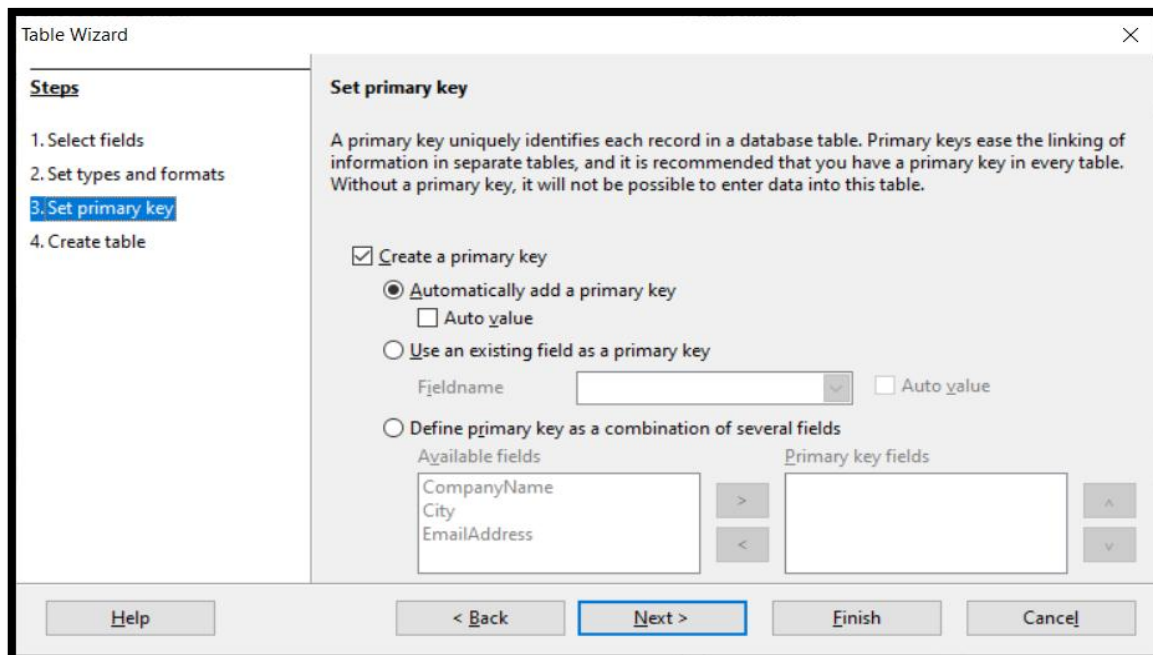 Table Wizard
Steps
1. Select fields
2. Set types and formats
3. Set primary key
4. Create table
Set primary key
A primary key uniquely identifies each record in a database table. Primary keys ease the linking of
information in separate tables, and it is recommended that you have a primary key in every table.
Without a primary key, it will not be possible to enter data into this table.
Create a primary key
Automatically add a primary key
Auto value
Use an existing field as a primary key
Fieldname
Auto value
Define primary key as a combination of several fields
Available fields
Primary key fields
CompanyName
City
EmailAddress
>
<
^
v
Help
< Back
Next >
Finish
Cancel